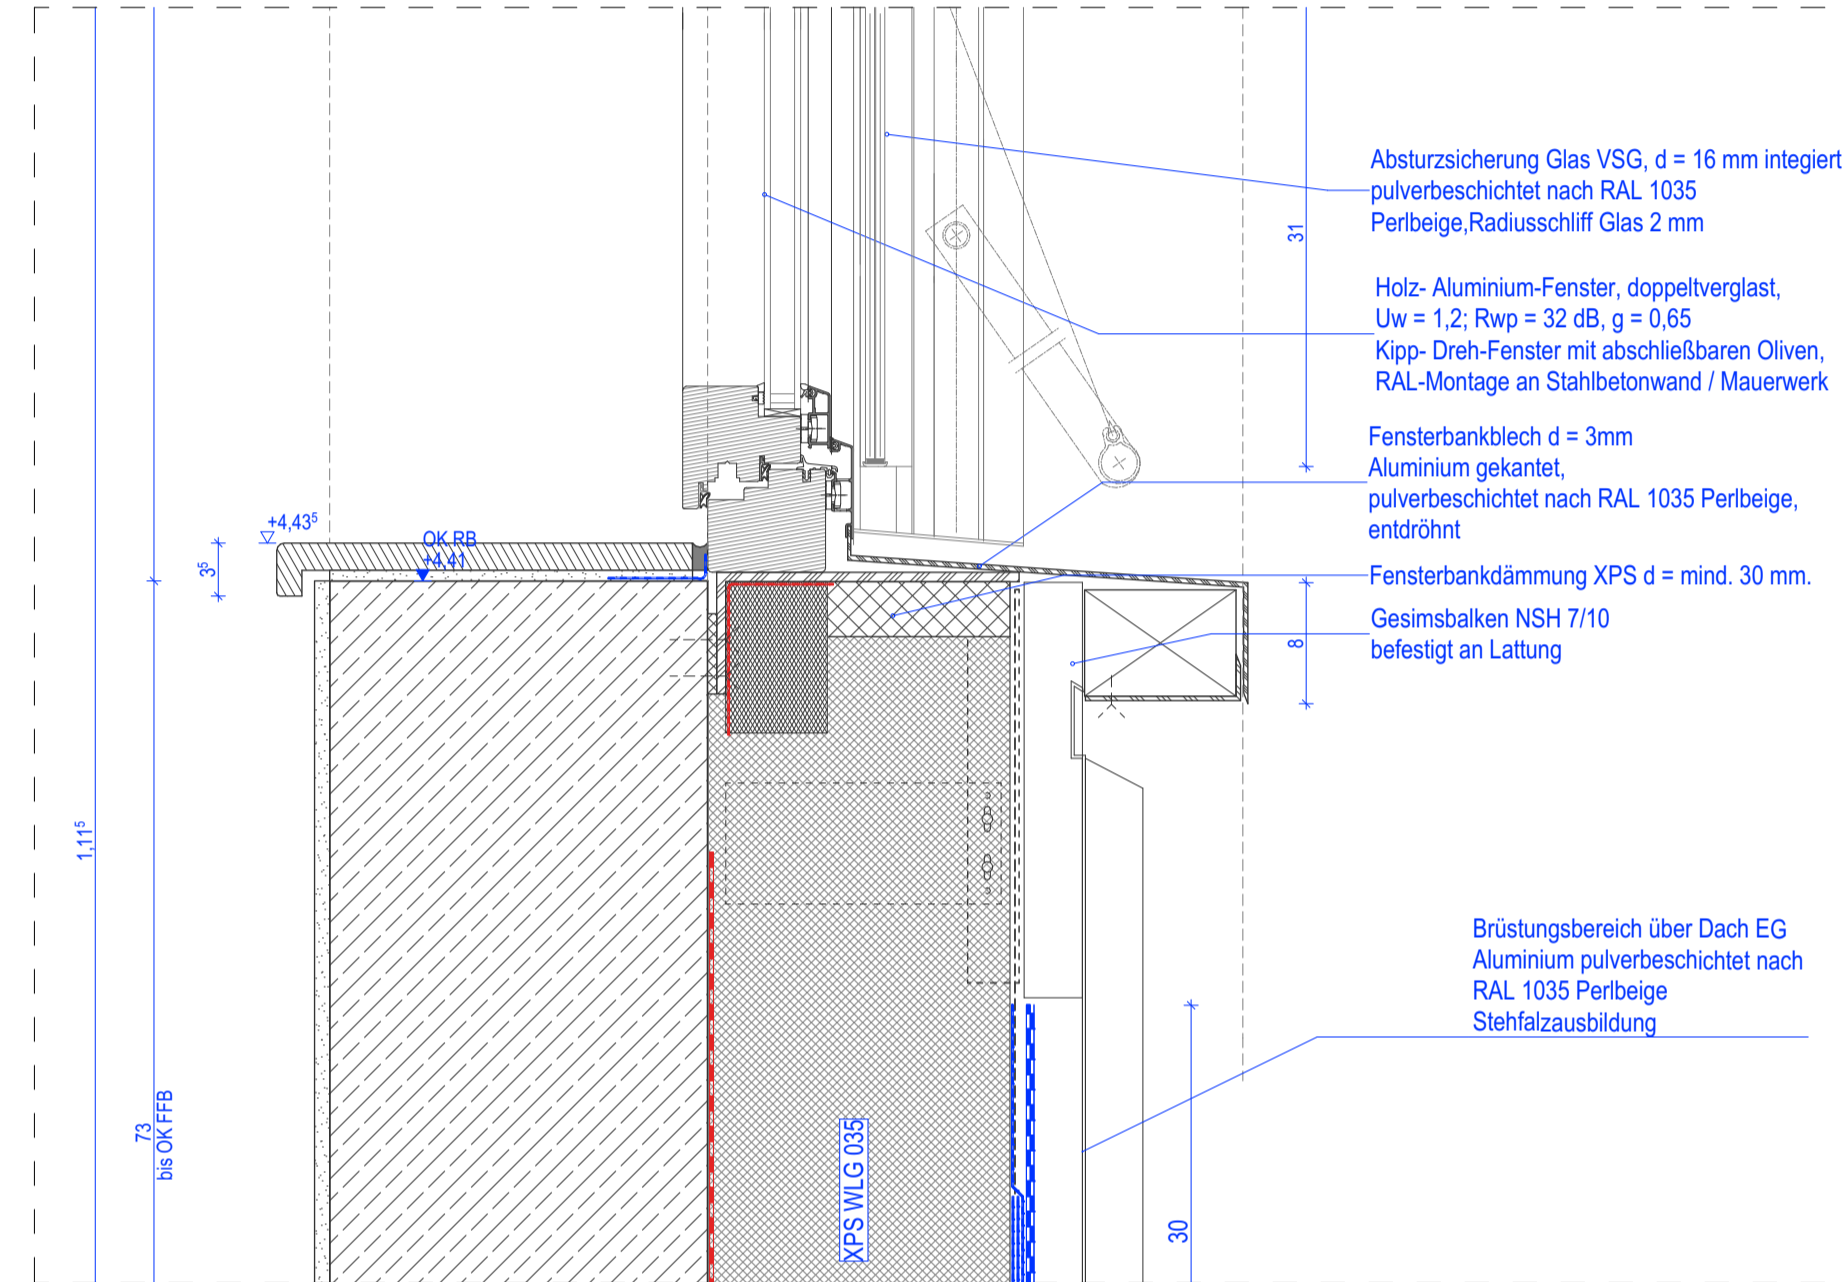 Absturzsicherung Glas VSG, d = 16 mm integiert
pulverbeschichtet nach RAL 1035
Perlbeige,Radiusschliff Glas 2 mm
31
Holz- Aluminium-Fenster, doppeltverglast,
Uw = 1,2; Rwp = 32 dB, g = 0,65
Kipp- Dreh-Fenster mit abschließbaren Oliven,
RAL-Montage an Stahlbetonwand / Mauerwerk
Fensterbankblech d = 3mm
Aluminium gekantet,
pulverbeschichtet nach RAL 1035 Perlbeige,
entdröhnt
+4,43⁵
OK RB
+4,41
3⁵
Fensterbankdämmung XPS d = mind. 30 mm.
Gesimsbalken NSH 7/10
befestigt an Lattung
8
1,11⁵
Brüstungsbereich über Dach EG
Aluminium pulverbeschichtet nach
RAL 1035 Perlbeige
Stehfalzausbildung
73
bis OK FFB
XPS WLG 035
30